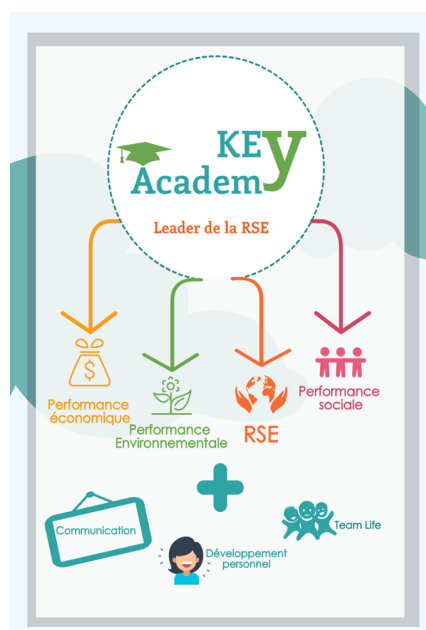 KEy
Academy
Leader de la RSE
$
Performance
économique
Performance
Environnementale
RSE
Performance
sociale
Communication
Team Life
Développement
personnel